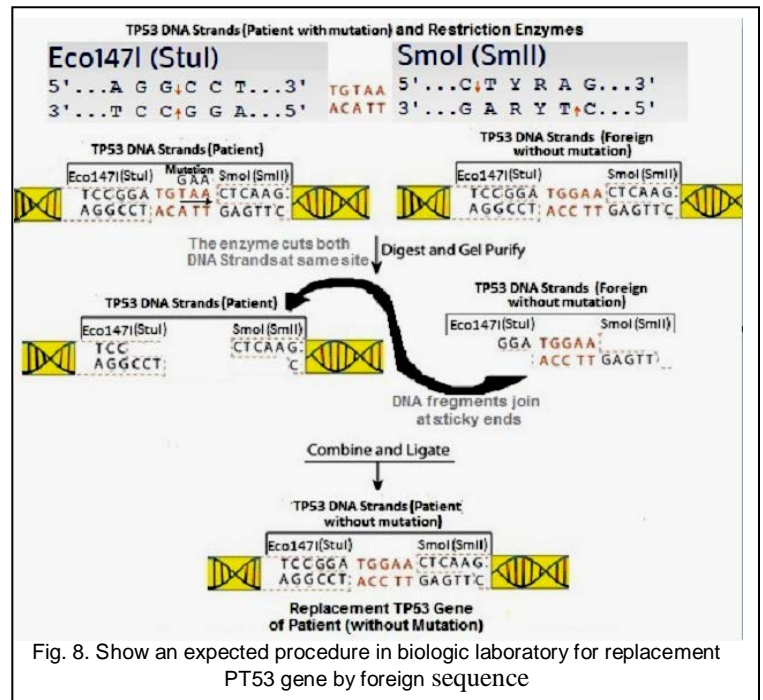 TP53 DNA Strands (Patient with mutation) and Restriction Enzymes
Eco147I (StuI)
5'...A G G↓C C T...3'
3'...T C C↑G G A...5'
TGTAA
ACATT
SmoI (SmlI)
5'...C↓T Y R A G...3'
3'...G A R Y T↑C...5'
TP53 DNA Strands (Patient)
Eco147I(StuI) Mutation SmoI (SmlI)
GAA
TCCGGA TGTAA CTCAAG
AGGCCT ACATT GAGTTC
TP53 DNA Strands (Foreign
without mutation)
Eco147I(StuI) SmoI (SmlI)
TCCGGA TGGAA CTCAAG
AGGCCT ACC TT GAGTTC
The enzyme cuts both
DNA Strands at same site
Digest and Gel Purify
TP53 DNA Strands (Patient)
Eco147I(StuI) SmoI (SmlI)
TCC CTCAAG
AGGCCT C
TP53 DNA Strands (Foreign
without mutation)
Eco147I(StuI) SmoI (SmlI)
GGA TGGAA
ACC TT GAGTT
DNA fregments join
at sticky ends
Combine and Ligate
TP53 DNA Strands (Patient
without mutation)
Eco147I(StuI) SmoI (SmlI)
TCCGGA TGGAA CTCAAG
AGGCCT ACC TT GAGTTC
Replacement TP53 Gene
of Patient (without Mutation)
Fig. 8. Show an expected procedure in biologic laboratory for replacement
PT53 gene by foreign sequence